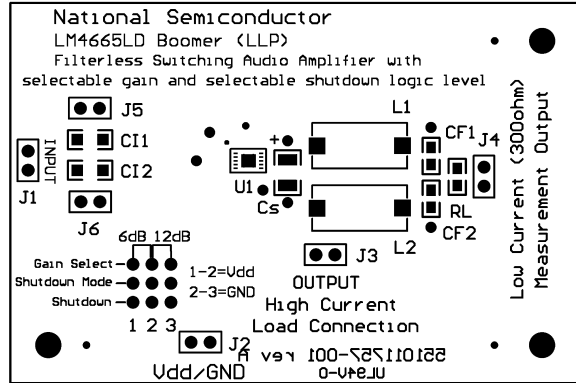 National Semiconductor
LM4665LD Boomer (LLP)
Filterless Switching Audio Amplifier with
selectable gain and selectable shutdown logic level
J5
L1
CI1
CF1
J4
INPUT
+
CI2
U1
J1
Cs
RL
J6
L2
CF2
6dB 12dB
J3
Gain Select
1-2=Vdd
OUTPUT
Shutdown Mode
2-3=GND
High Current
Shutdown
Load Connection
1 2 3
J2
551011757-001 rev A
Vdd/GND
UL94V-0
Low Current (300ohm)
Measurement Output